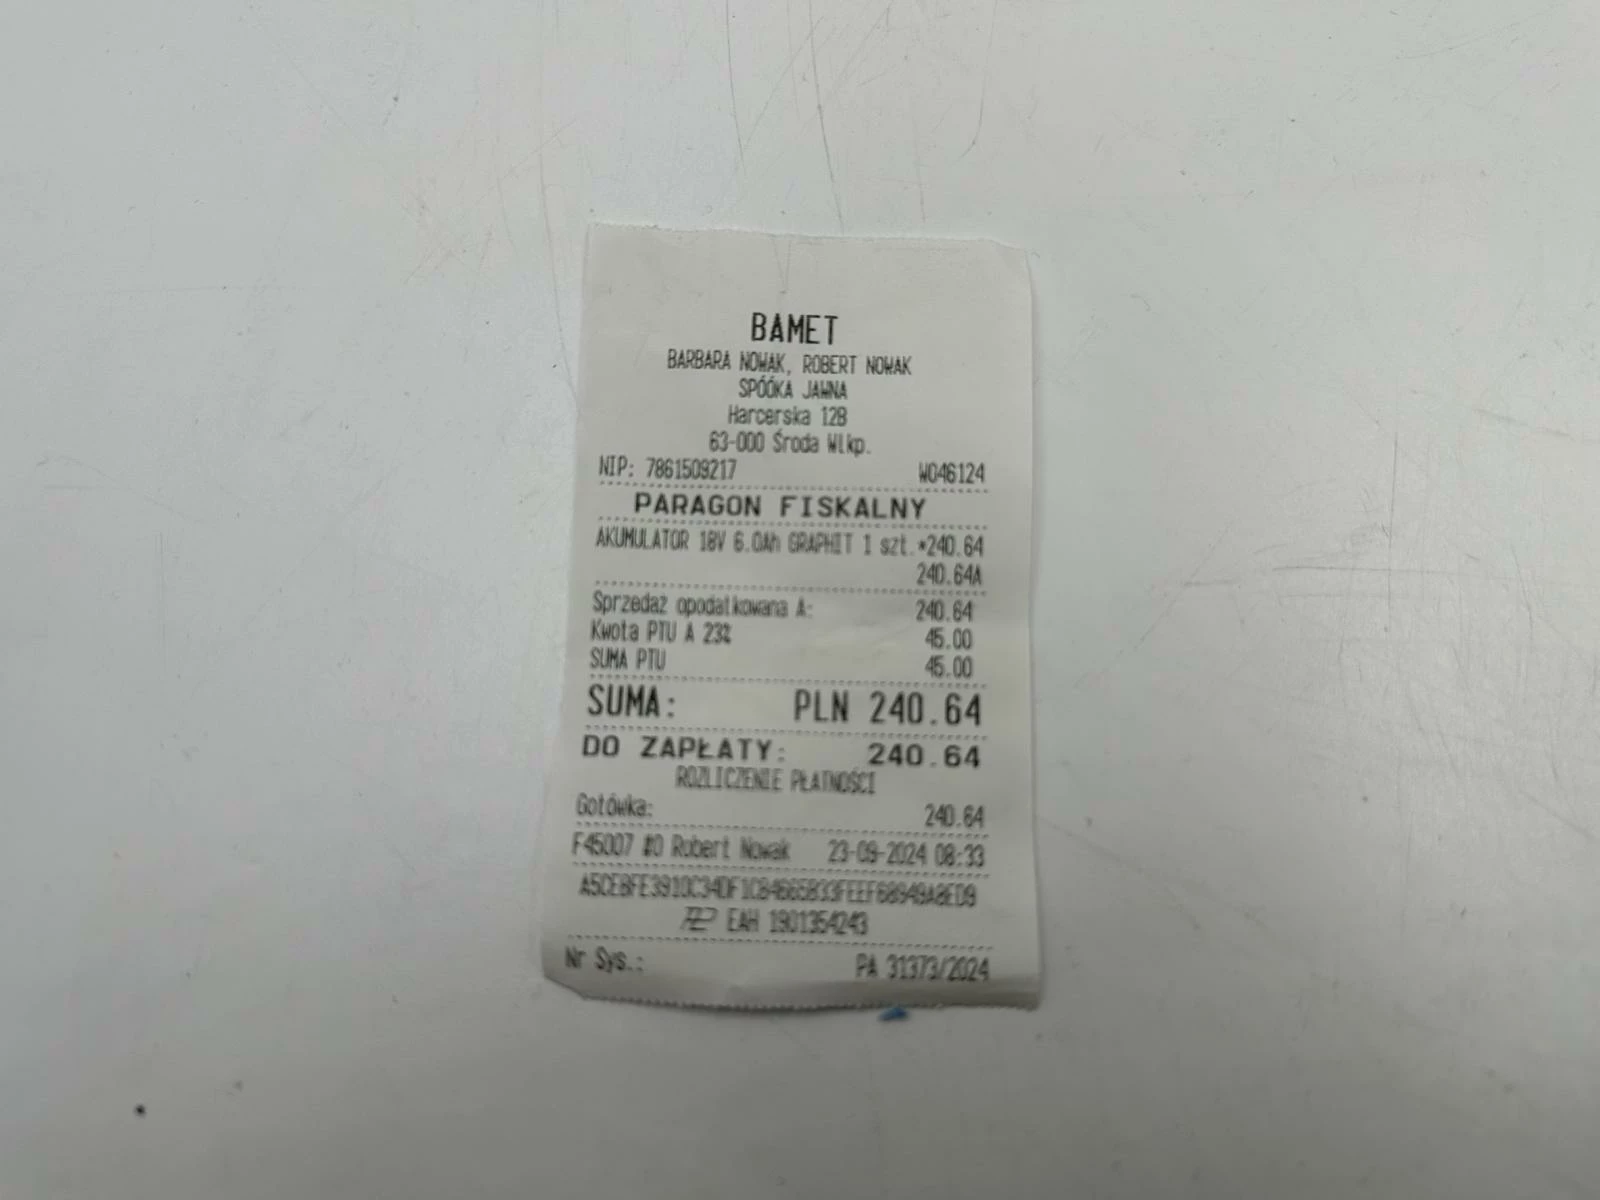 BAMET
BARBARA NOWAK, ROBERT NOWAK
SPÓÓKA JAWNA
Harcerska 12B
63-000 Środa Wlkp.
NIP: 7861509217 W046124
PARAGON FISKALNY
AKUMULATOR 18V 6.0Ah GRAPHIT 1 szt.*240.64
240.64A
Sprzedaż opodatkowana A: 240.64
Kwota PTU A 23% 45.00
SUMA PTU 45.00
SUMA: PLN 240.64
DO ZAPŁATY: 240.64
ROZLICZENIE PŁATNOŚCI
Gotówka: 240.64
F45007 #0 Robert Nowak 23-09-2024 08:33
EAH 1901354243
Nr Sys.: PA 31373/2024